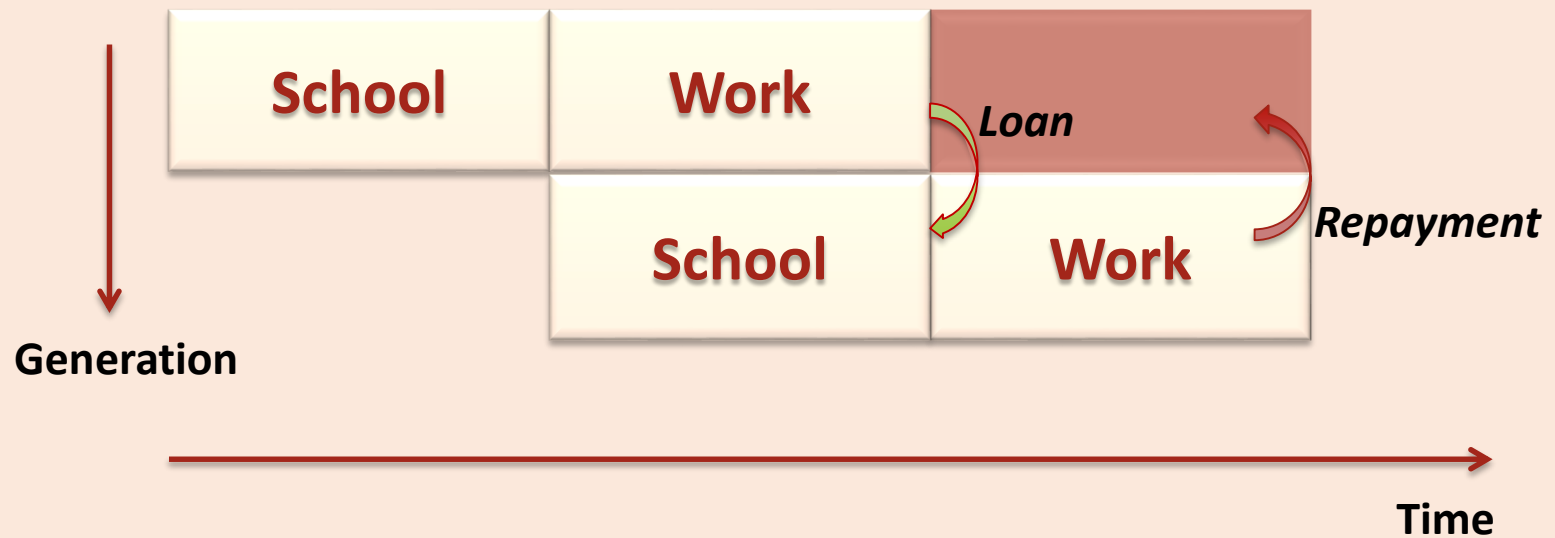 School
Work
Loan
School
Work
Repayment
Generation
Time